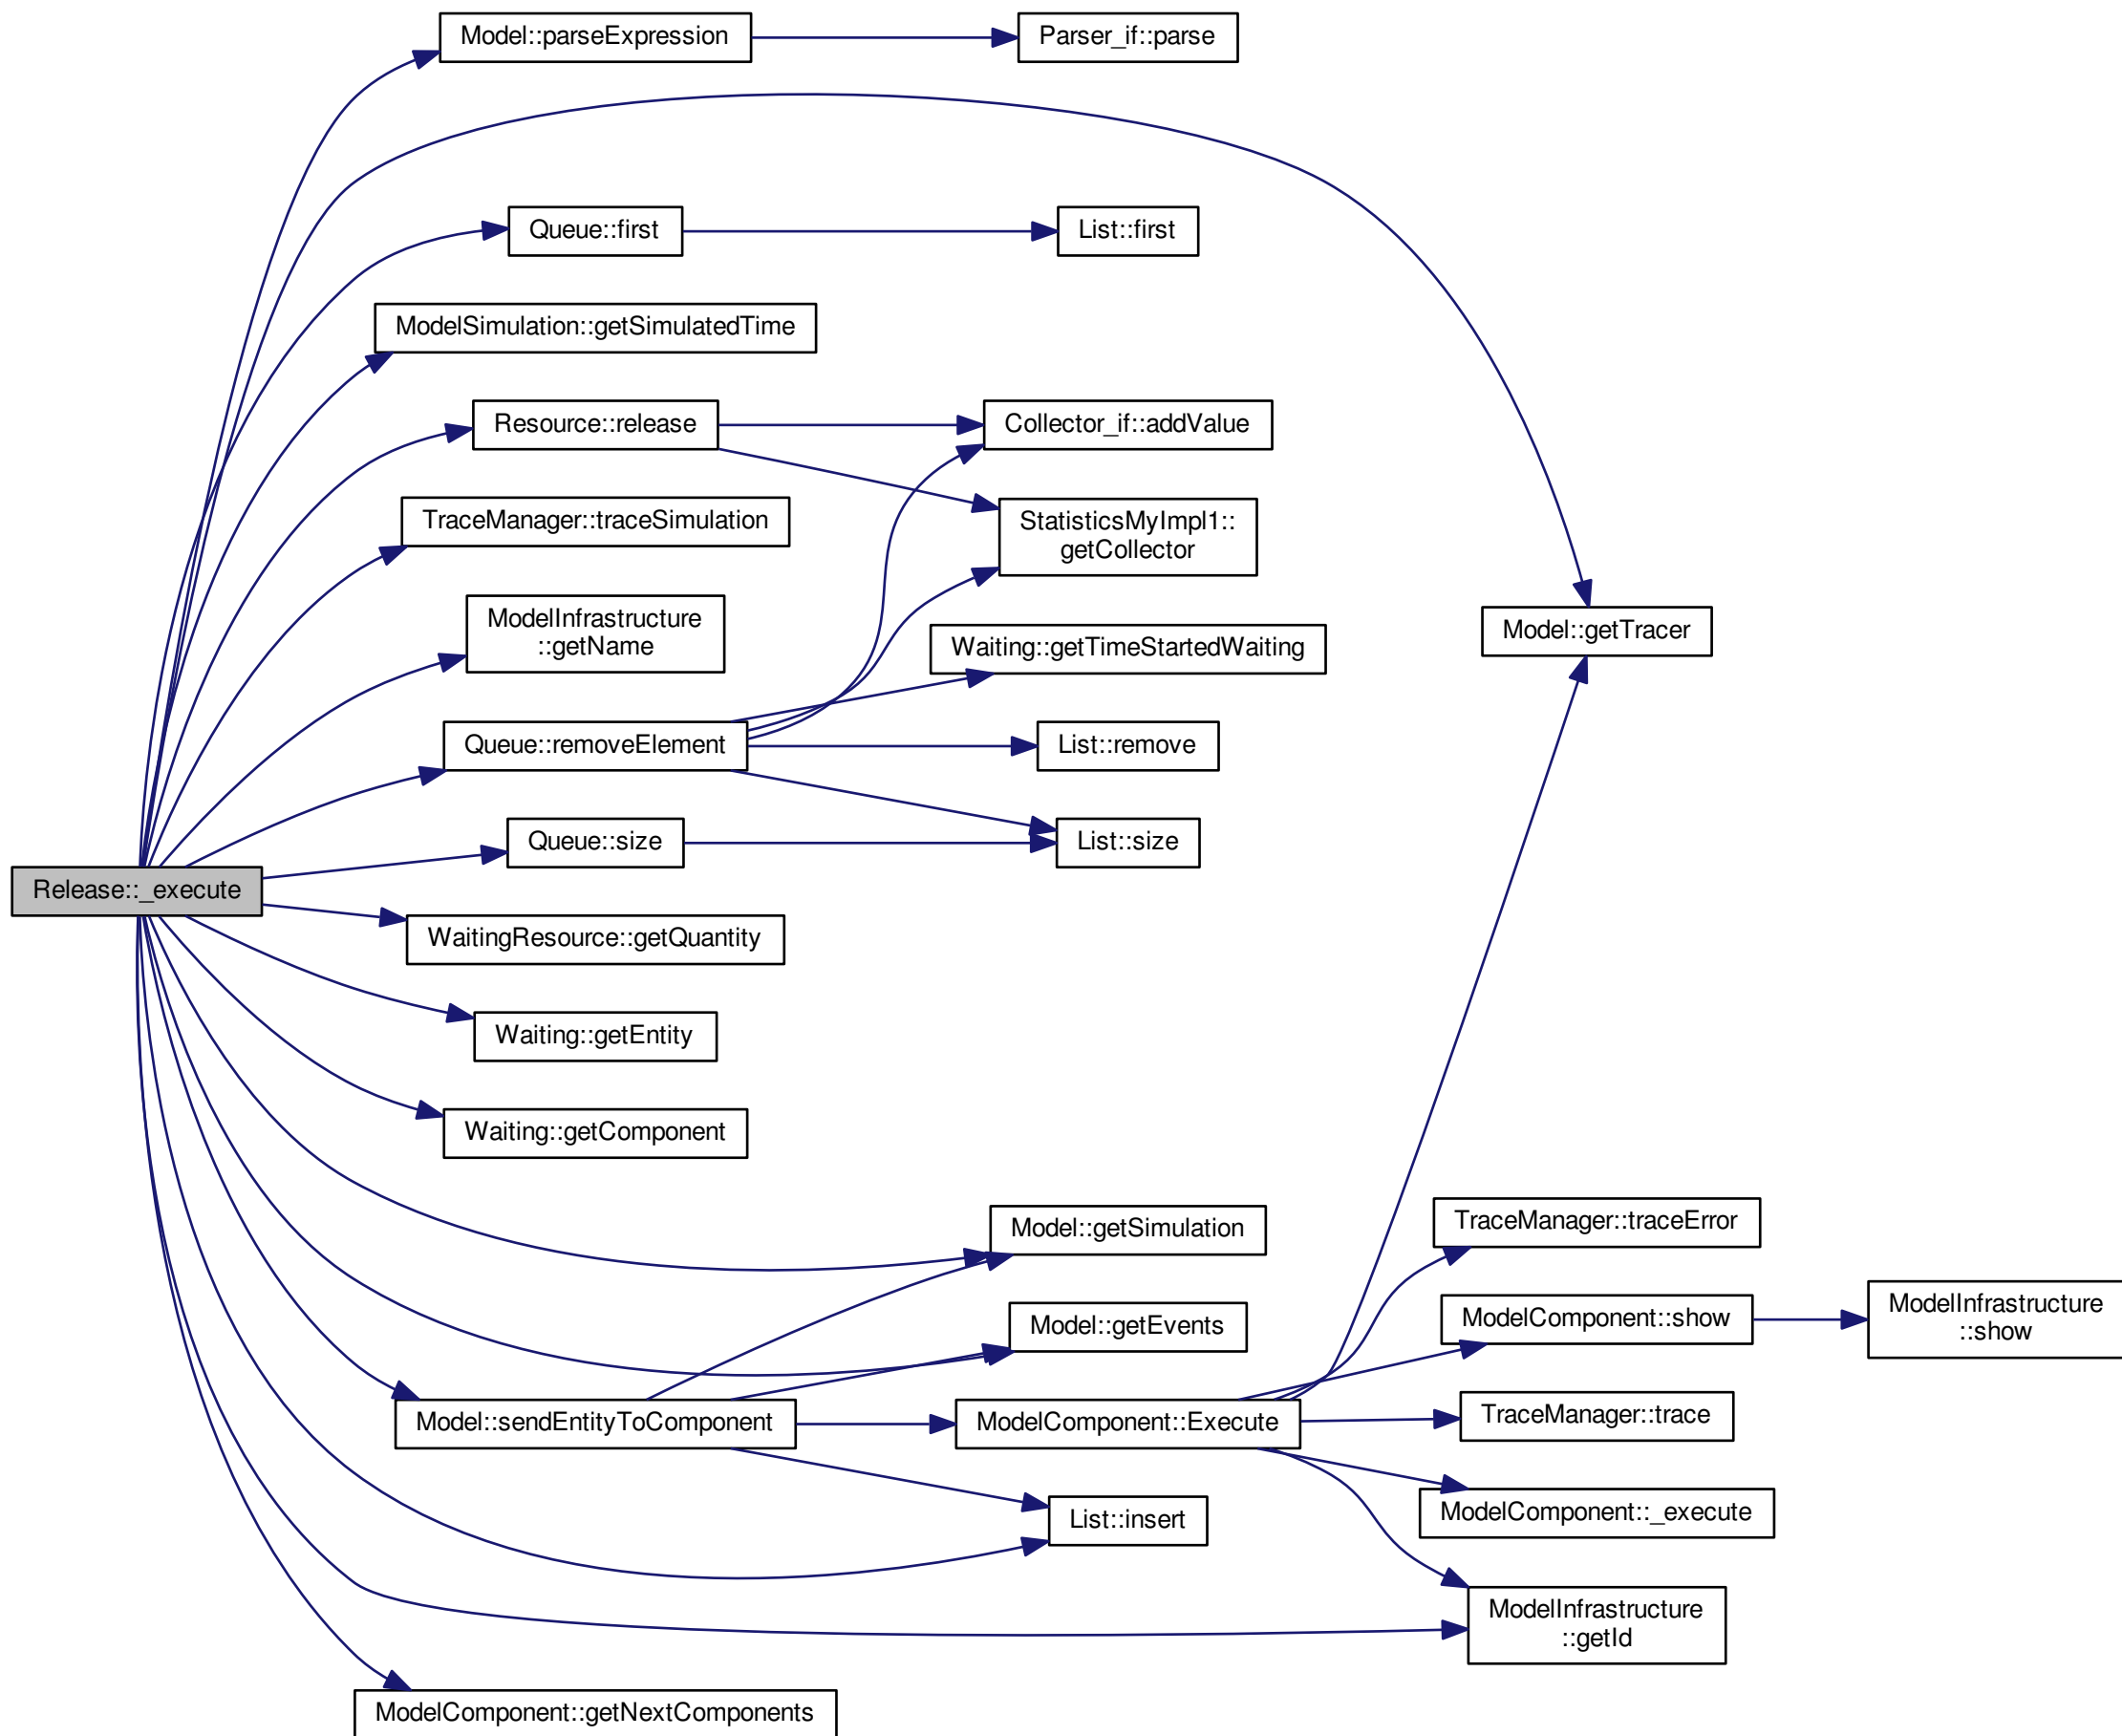 Model::parseExpression
Parser_if::parse
Queue::first
List::first
ModelSimulation::getSimulatedTime
Resource::release
Collector_if::addValue
TraceManager::traceSimulation
StatisticsMyImpl1::
getCollector
ModelInfrastructure
::getName
Waiting::getTimeStartedWaiting
Model::getTracer
Queue::removeElement
List::remove
Queue::size
List::size
Release::_execute
WaitingResource::getQuantity
Waiting::getEntity
Waiting::getComponent
Model::getSimulation
TraceManager::traceError
Model::getEvents
ModelComponent::show
ModelInfrastructure
::show
Model::sendEntityToComponent
ModelComponent::Execute
TraceManager::trace
List::insert
ModelComponent::_execute
ModelInfrastructure
::getId
ModelComponent::getNextComponents